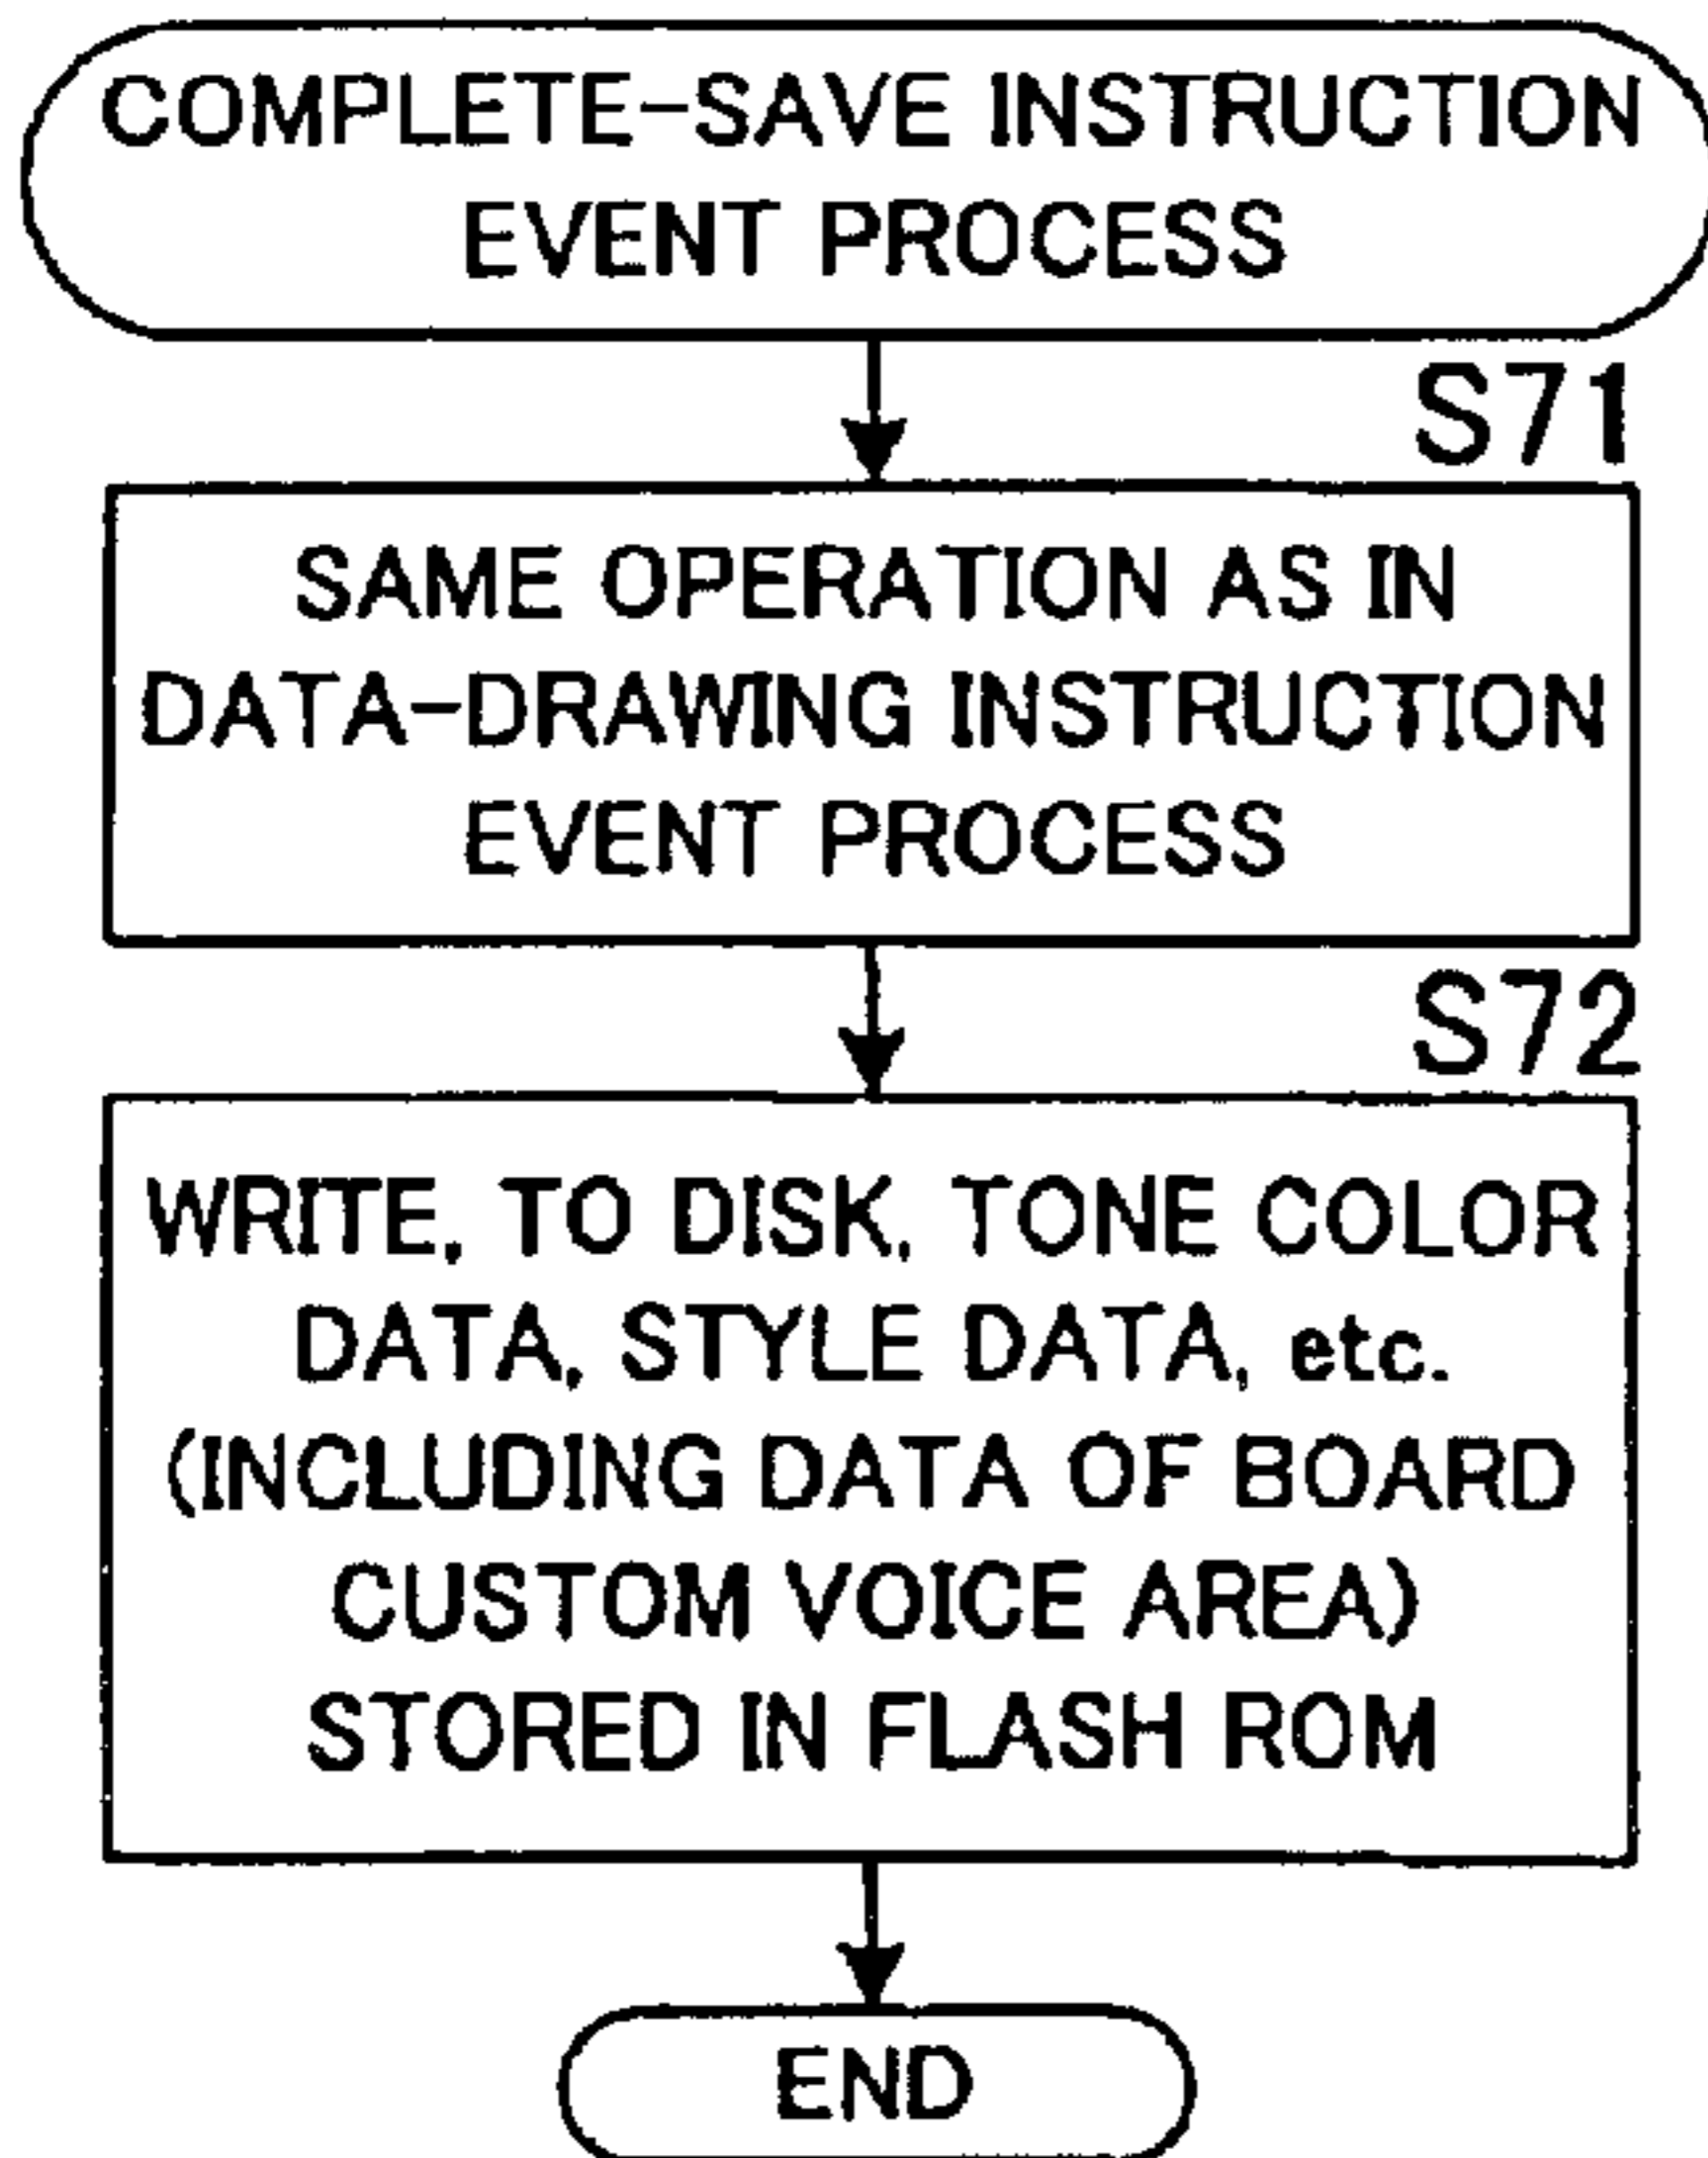 COMPLETE-SAVE INSTRUCTION
EVENT PROCESS
S71
SAME OPERATION AS IN
DATA-DRAWING INSTRUCTION
EVENT PROCESS
S72
WRITE, TO DISK, TONE COLOR
DATA, STYLE DATA, etc.
(INCLUDING DATA OF BOARD
CUSTOM VOICE AREA)
STORED IN FLASH ROM
END